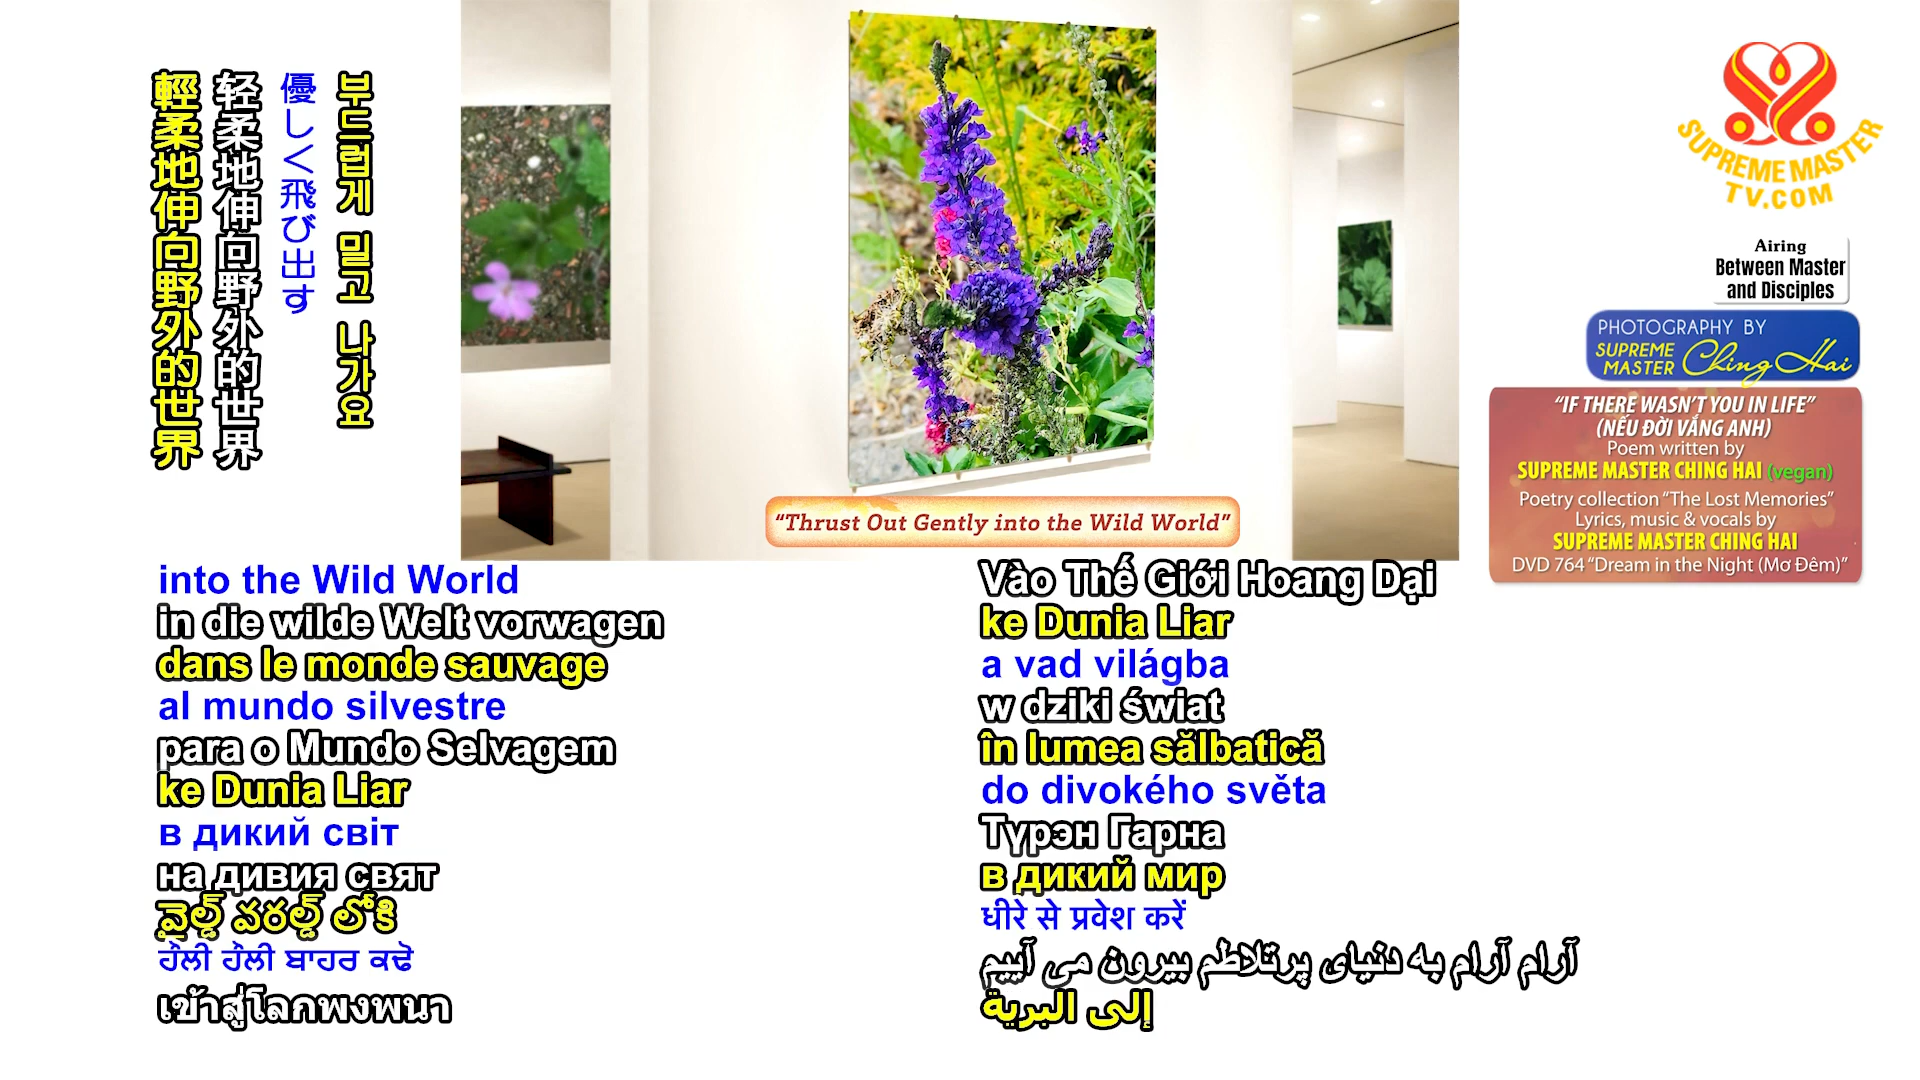 輕柔地伸向野外的世界
轻柔地伸向野外的世界
優しく飛び出す
부드럽게 밀고 나가요
SUPREME MASTER
TV.COM
Airing
Between Master
and Disciples
PHOTOGRAPHY BY
SUPREME
MASTER Ching Hai
“IF THERE WASN’T YOU IN LIFE”
(NẾU ĐỜI VẮNG ANH)
Poem written by
SUPREME MASTER CHING HAI (vegan)
Poetry collection “The Lost Memories”
Lyrics, music & vocals by
SUPREME MASTER CHING HAI
DVD 764 “Dream in the Night (Mơ Đêm)”
“Thrust Out Gently into the Wild World”
into the Wild World
in die wilde Welt vorwagen
dans le monde sauvage
al mundo silvestre
para o Mundo Selvagem
ke Dunia Liar
в дикий світ
на дивия свят
వైల్డ్ వరల్డ్ లోకి
ਹੌਲੀ ਹੌਲੀ ਬਾਹਰ ਕਢੋ
เข้าสู่โลกพงพนา
Vào Thế Giới Hoang Dại
ke Dunia Liar
a vad világba
w dziki świat
în lumea sălbatică
do divokého světa
Түрэн Гарна
в дикий мир
धीरे से प्रवेश करें
آرام آرام به دنیای پرتلاطم بیرون می آییم
إلى البرية